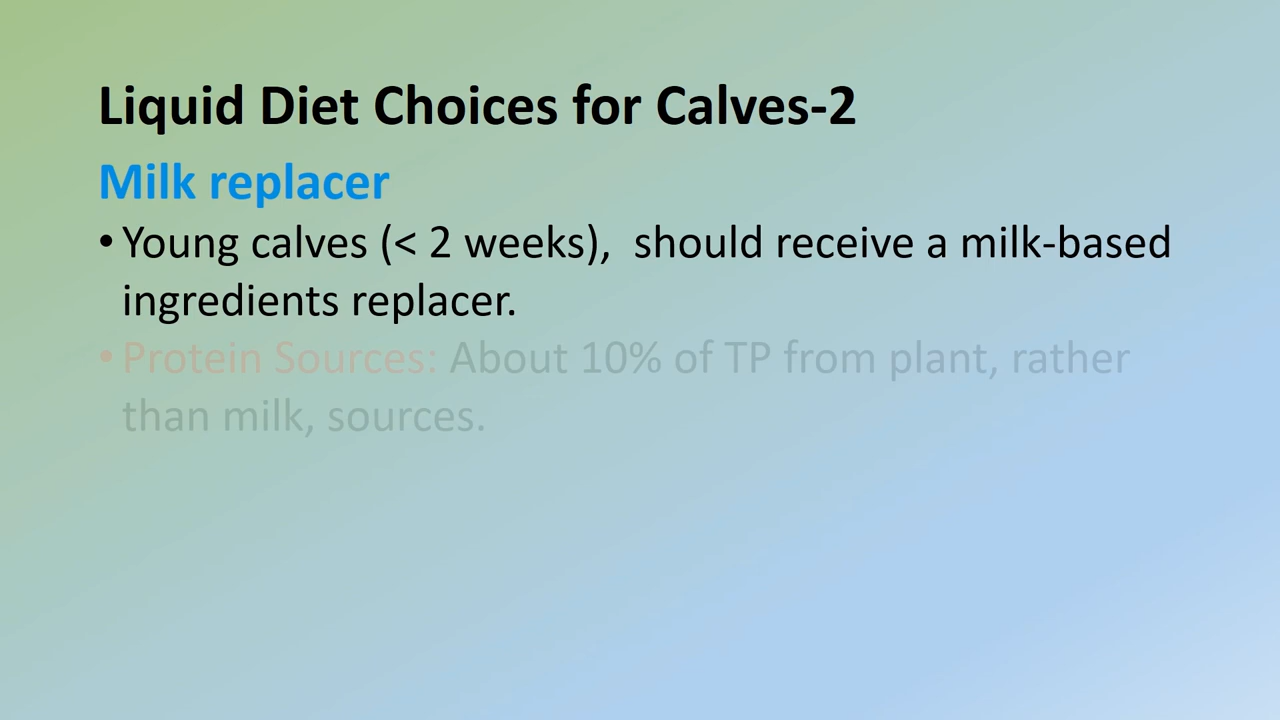 Liquid Diet Choices for Calves-2
Milk replacer
• Young calves (< 2 weeks),  should receive a milk-based
ingredients replacer.
• Protein Sources: About 10% of TP from plant, rather
than milk, sources.